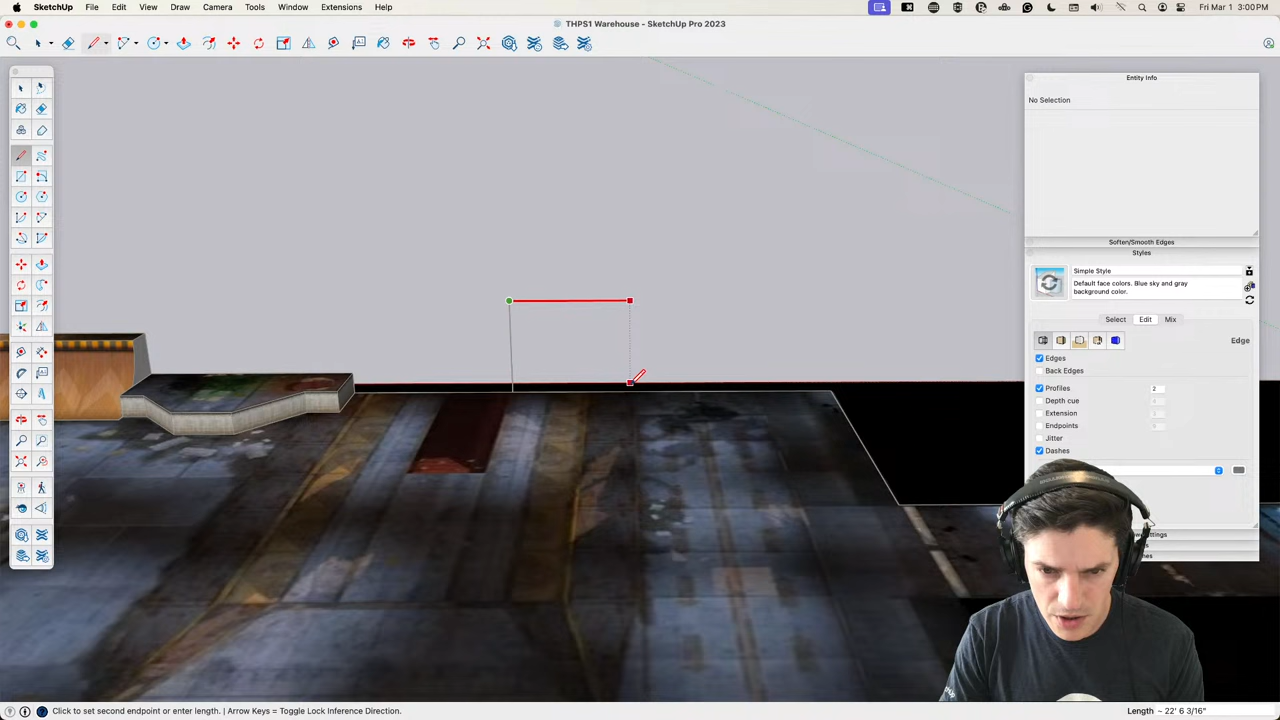 SketchUp File Edit View Draw Camera Tools Window Extensions Help
Fri Mar 1 3:00 PM
THPS1 Warehouse - SketchUp Pro 2023
Entity Info
No Selection
Soften/Smooth Edges
Styles
Simple Style
Default face colors. Blue sky and gray
background color.
Select Edit Mix
Edge
Edges
Back Edges
Profiles 2
Depth cue
Extension
Endpoints
Jitter
Dashes
Click to set second endpoint or enter length. | Arrow Keys = Toggle Lock Inference Direction.
Length ~ 22' 6 3/16"